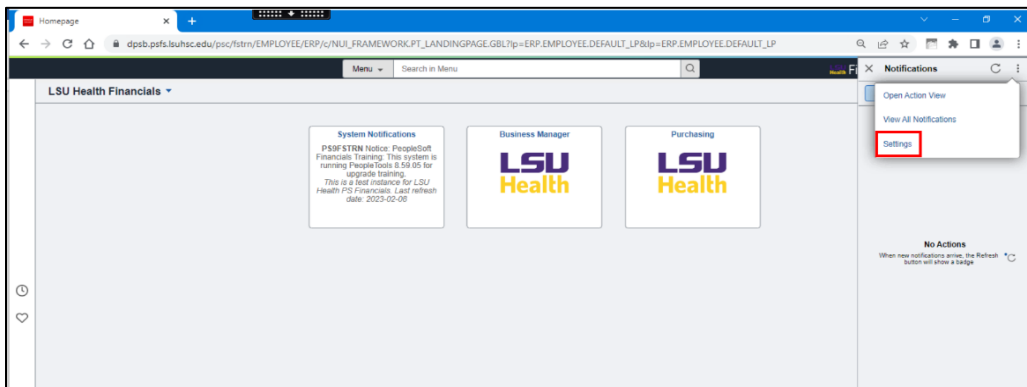 Homepage
dpsb.psfs.lsuhsc.edu/psc/fstrn/EMPLOYEE/ERP/c/NUI_FRAMEWORK.PT_LANDINGPAGE.GBL?lp=ERP.EMPLOYEE.DEFAULT_LP&lp=ERP.EMPLOYEE.DEFAULT_LP
Menu
Search in Menu
LSU Health Fi
Notifications
LSU Health Financials
Open Action View
View All Notifications
Settings
System Notifications
PS9FSTRN Notice: PeopleSoft
Financials Training: This system is
running PeopleTools 8.59.05 for
upgrade training.
This is a test instance for LSU
Health PS Financials. Last refresh
date: 2023-02-08
Business Manager
LSU
Health
Purchasing
LSU
Health
No Actions
When new notifications arrive, the Refresh
button will show a badge